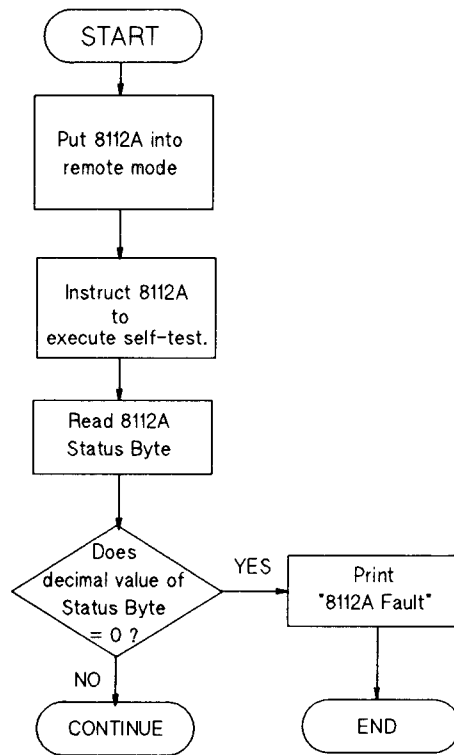 START
Put 8112A into
remote mode
Instruct 8112A
to
execute self-test.
Read 8112A
Status Byte
Does
decimal value of
Status Byte
= 0 ?
YES
Print
"8112A Fault"
NO
CONTINUE
END